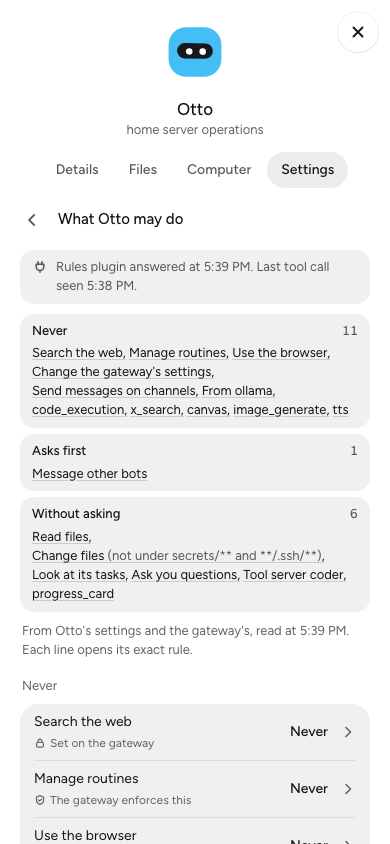 Otto
home server operations
Details Files Computer Settings
What Otto may do
Rules plugin answered at 5:39 PM. Last tool call
seen 5:38 PM.
Never 11
Search the web, Manage routines, Use the browser,
Change the gateway's settings,
Send messages on channels, From ollama,
code_execution, x_search, canvas, image_generate, tts
Asks first 1
Message other bots
Without asking 6
Read files,
Change files (not under secrets/** and **/.ssh/**),
Look at its tasks, Ask you questions, Tool server coder,
progress_card
From Otto's settings and the gateway's, read at 5:39 PM.
Each line opens its exact rule.
Never
Search the web
Never
Set on the gateway
Manage routines
Never
The gateway enforces this
Use the browser
Never